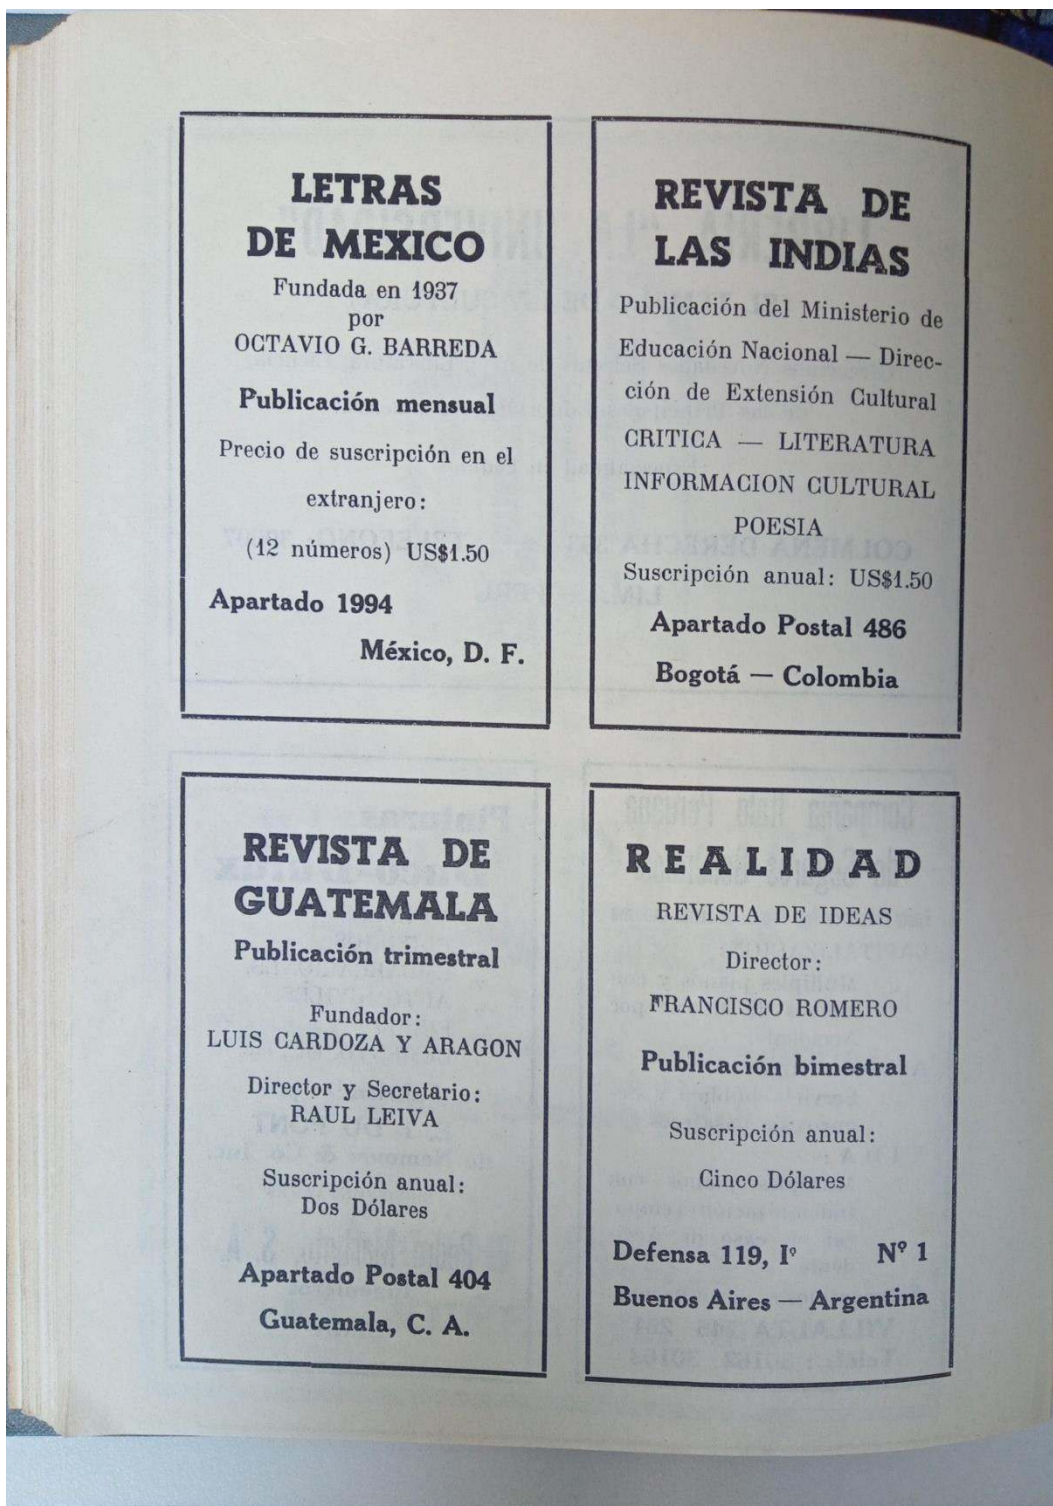 LETRAS
DE MEXICO
Fundada en 1937
por
OCTAVIO G. BARREDA
Publicación mensual
Precio de suscripción en el
extranjero:
(12 números) US$1.50
Apartado 1994
México, D. F.
REVISTA DE
LAS INDIAS
Publicación del Ministerio de
Educación Nacional — Direc-
ción de Extensión Cultural
CRITICA — LITERATURA
INFORMACION CULTURAL
POESIA
Suscripción anual: US$1.50
Apartado Postal 486
Bogotá — Colombia
REVISTA DE
GUATEMALA
Publicación trimestral
Fundador:
LUIS CARDOZA Y ARAGON
Director y Secretario:
RAUL LEIVA
Suscripción anual:
Dos Dólares
Apartado Postal 404
Guatemala, C. A.
REALIDAD
REVISTA DE IDEAS
Director:
FRANCISCO ROMERO
Publicación bimestral
Suscripción anual:
Cinco Dólares
Defensa 119, Iº Nº 1
Buenos Aires — Argentina